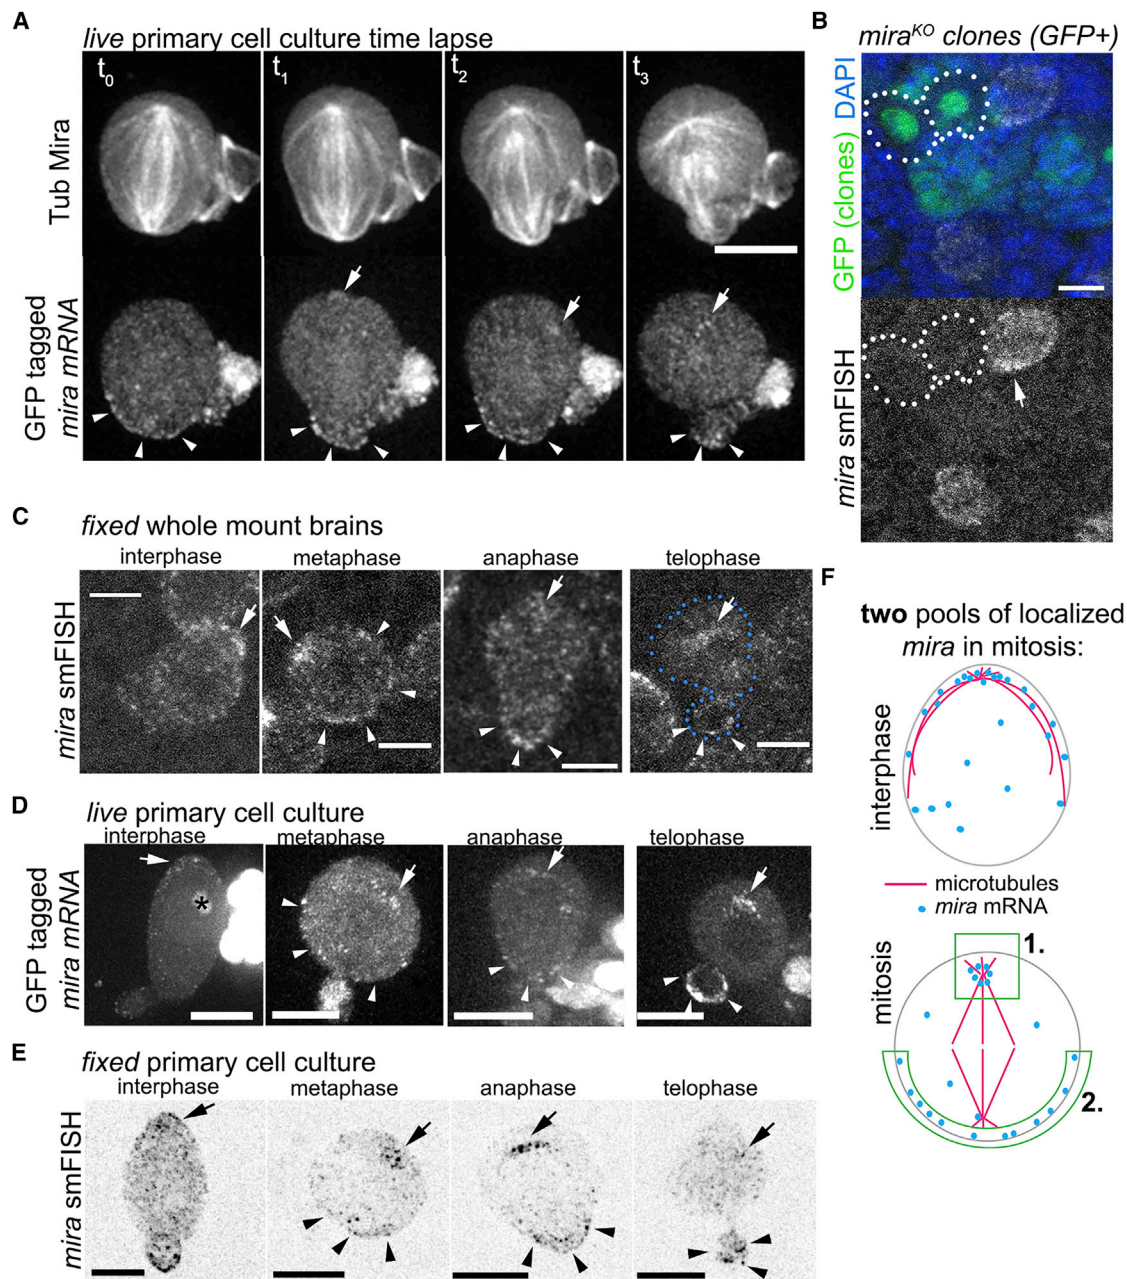 A
live primary cell culture time lapse
t0
t1
t2
t3
Tub Mira
GFP tagged
mira mRNA
B
miraKO clones (GFP+)
GFP (clones) DAPI
mira smFISH
C
fixed whole mount brains
interphase
metaphase
anaphase
telophase
mira smFISH
D
live primary cell culture
interphase
metaphase
anaphase
telophase
*
GFP tagged
mira mRNA
E
fixed primary cell culture
interphase
metaphase
anaphase
telophase
mira smFISH
F
two pools of localized
mira in mitosis:
interphase
microtubules
mira mRNA
mitosis
1.
2.